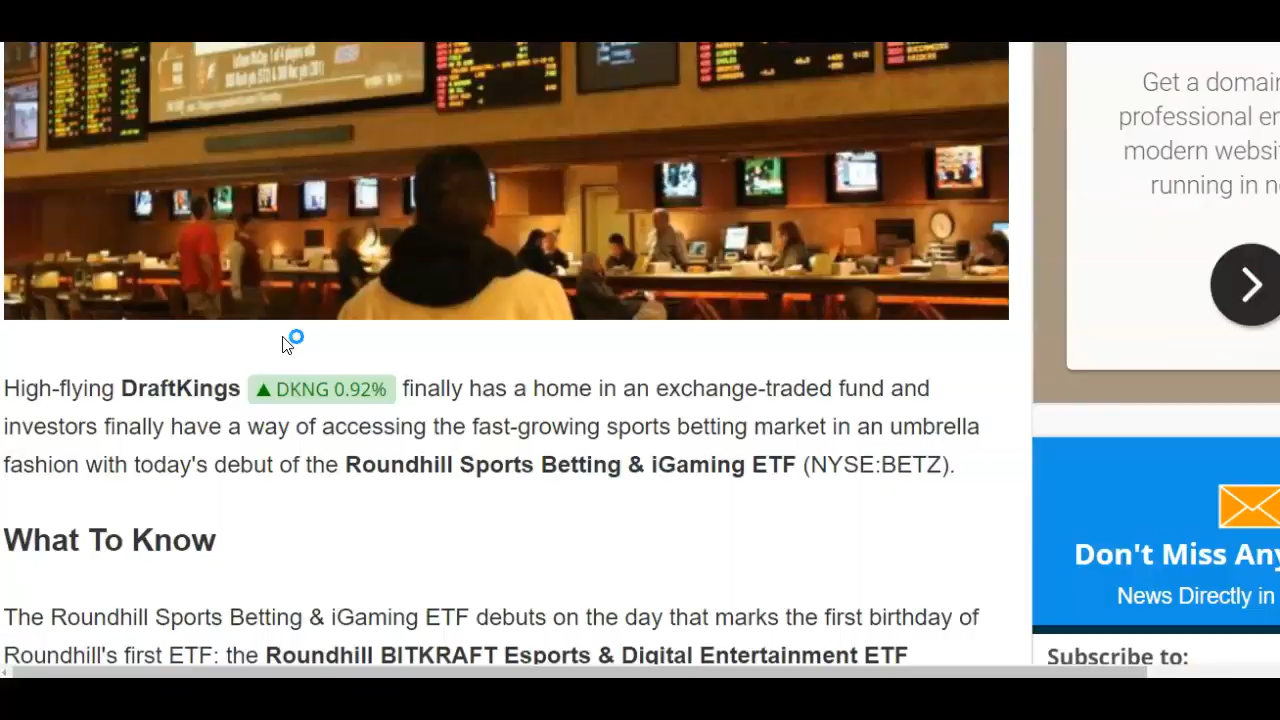 Get a domain
professional
modern
running in
High-flying DraftKings ▲ DKNG 0.92% finally has a home in an exchange-traded fund and
investors finally have a way of accessing the fast-growing sports betting market in an umbrella
fashion with today's debut of the Roundhill Sports Betting & iGaming ETF (NYSE:BETZ).
What To Know
The Roundhill Sports Betting & iGaming ETF debuts on the day that marks the first birthday of
Roundhill's first ETF: the Roundhill BITKRAFT Esports & Digital Entertainment ETF
Don't Miss
News Directly in
Subscribe to: